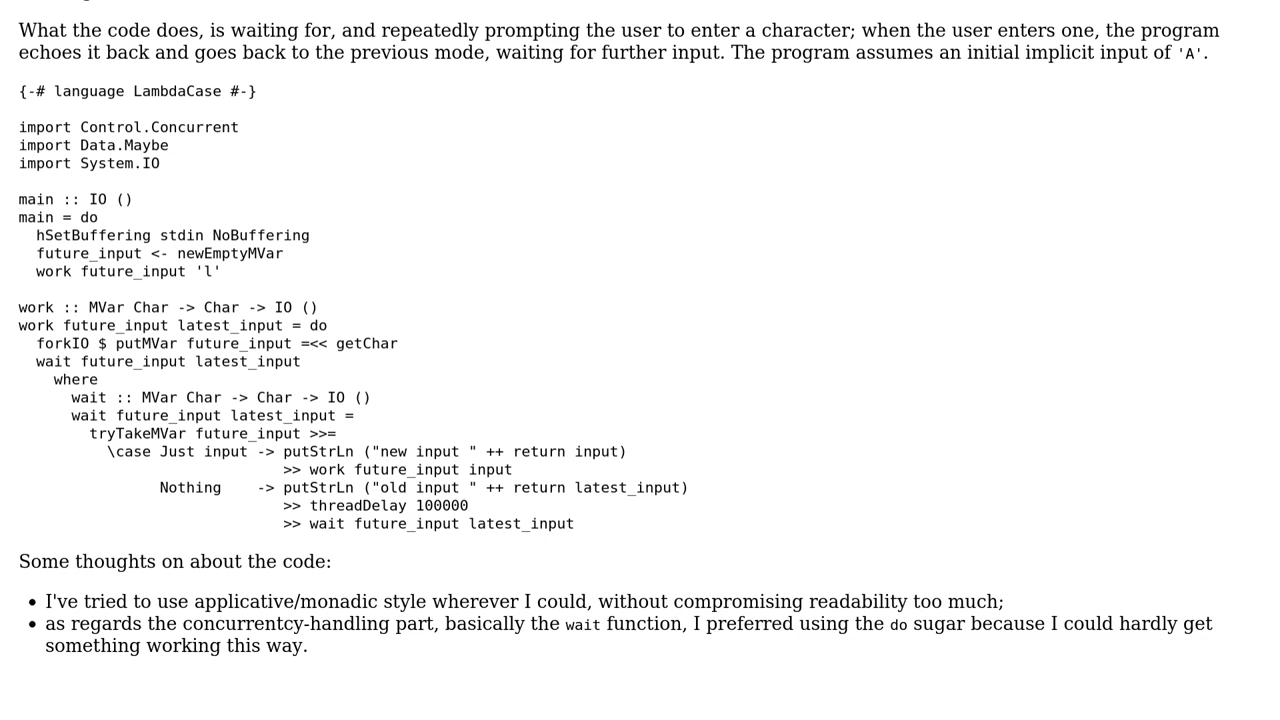 What the code does, is waiting for, and repeatedly prompting the user to enter a character; when the user enters one, the program
echoes it back and goes back to the previous mode, waiting for further input. The program assumes an initial implicit input of 'A'.
{-# language LambdaCase #-}
import Control.Concurrent
import Data.Maybe
import System.IO
main :: IO ()
main = do
  hSetBuffering stdin NoBuffering
  future_input <- newEmptyMVar
  work future_input 'l'
work :: MVar Char -> Char -> IO ()
work future_input latest_input = do
  forkIO $ putMVar future_input =<< getChar
  wait future_input latest_input
    where
      wait :: MVar Char -> Char -> IO ()
      wait future_input latest_input =
        tryTakeMVar future_input >>=
          \case Just input -> putStrLn ("new input " ++ return input)
                              >> work future_input input
                Nothing    -> putStrLn ("old input " ++ return latest_input)
                              >> threadDelay 100000
                              >> wait future_input latest_input
Some thoughts on about the code:
• I've tried to use applicative/monadic style wherever I could, without compromising readability too much;
• as regards the concurrentcy-handling part, basically the wait function, I preferred using the do sugar because I could hardly get
something working this way.